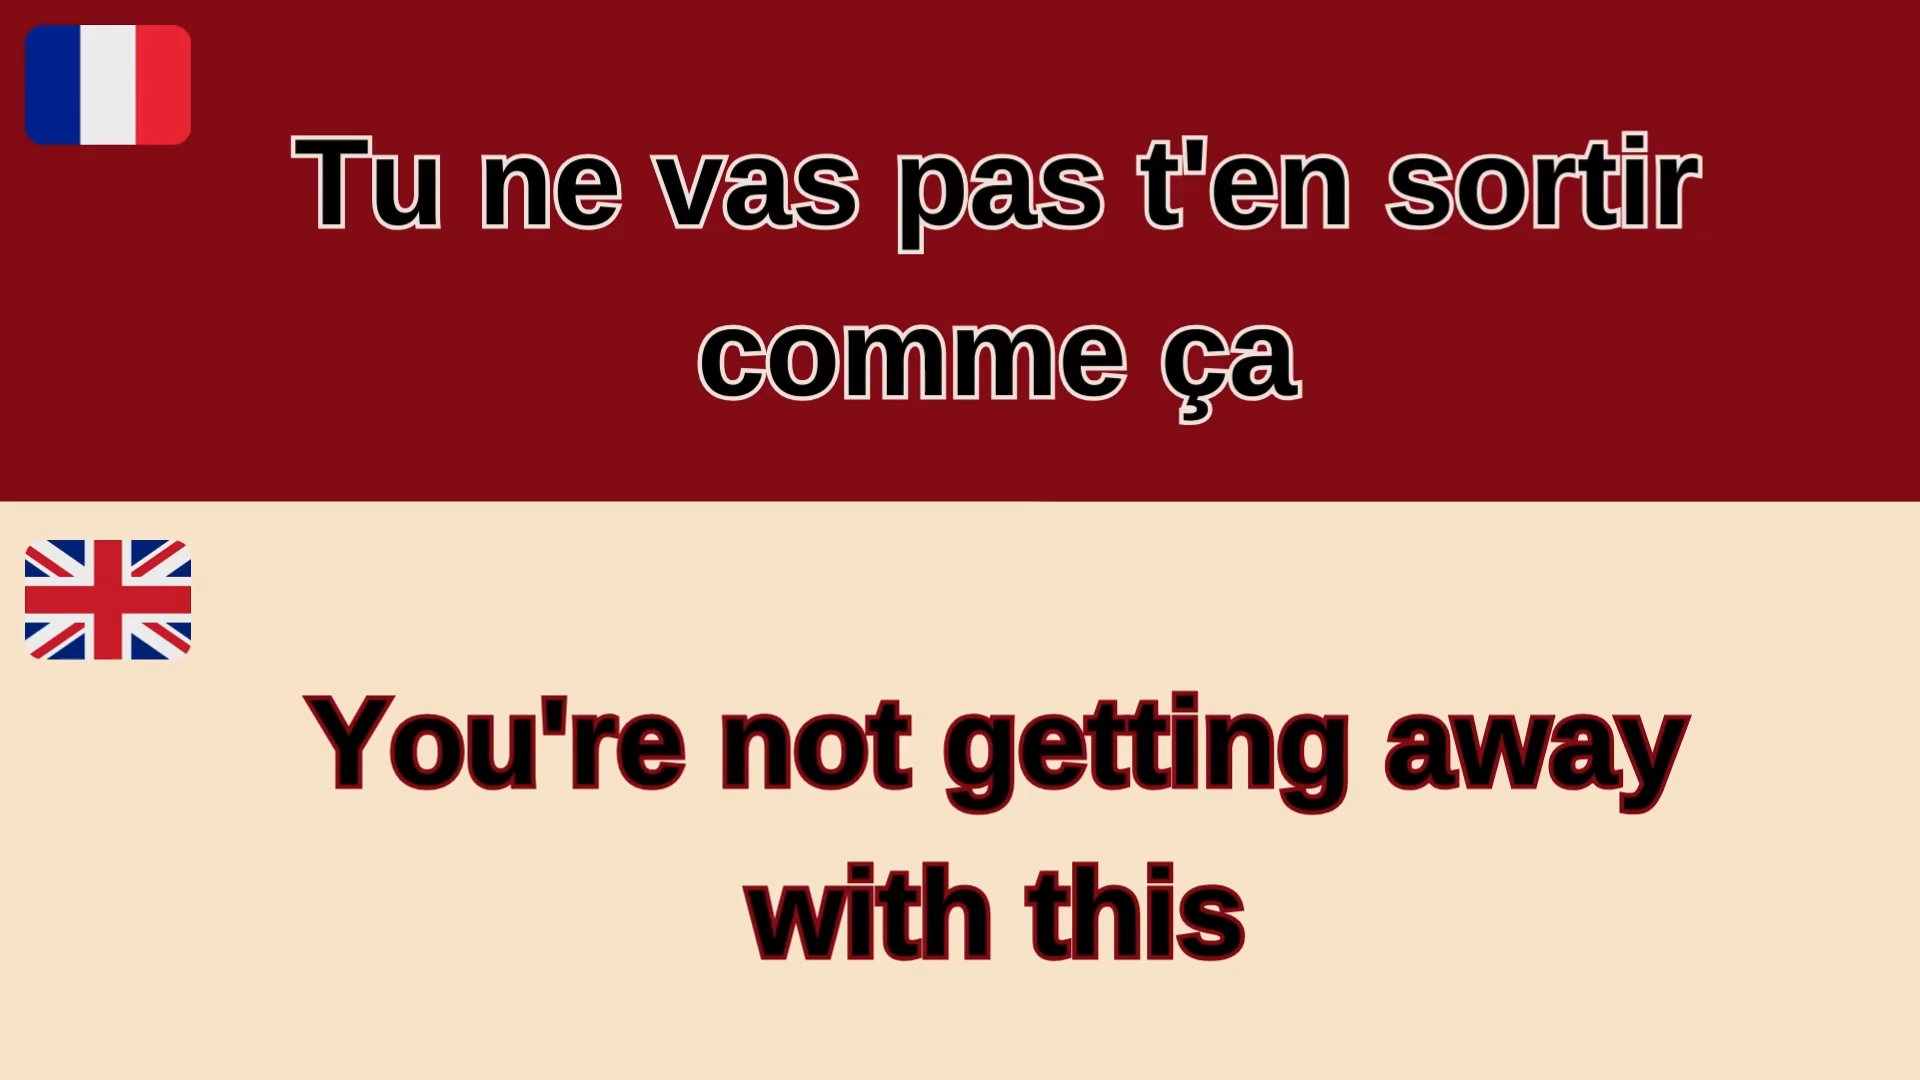 Tu ne vas pas t'en sortir
comme ça
You're not getting away
with this